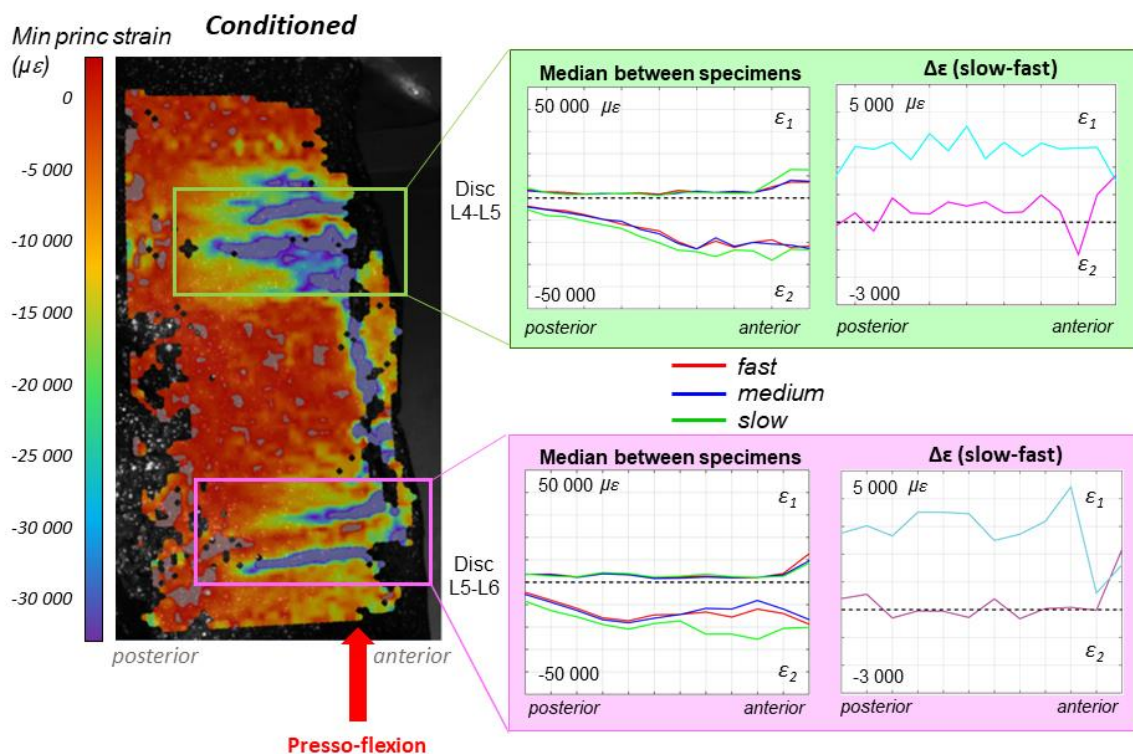 Conditioned
Min princ strain
(µε)
0
-5 000
-10 000
-15 000
-20 000
-25 000
-30 000
-30 000
posterior
anterior
Presso-flexion
Disc
L4-L5
Median between specimens
50 000 µε
ε1
-50 000
ε2
posterior
anterior
Δε (slow-fast)
5 000 µε
ε1
ε2
-3 000
posterior
anterior
fast
medium
slow
Disc
L5-L6
Median between specimens
50 000 µε
ε1
-50 000
ε2
posterior
anterior
Δε (slow-fast)
5 000 µε
ε1
ε2
-3 000
posterior
anterior